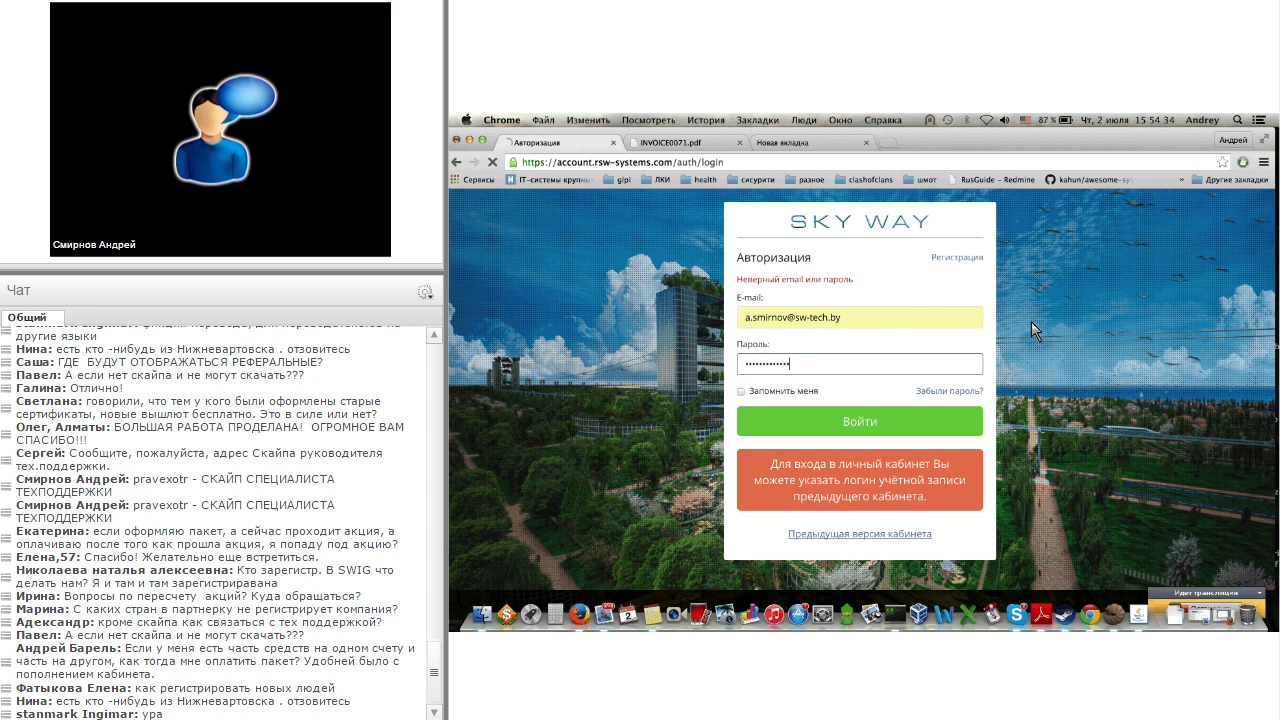 Смирнов Андрей
Чат
Общий
другие языки
Нина: есть кто -нибудь из Нижневартовска . отзовитесь
Саша: ГДЕ БУДУТ ОТОБРАЖАТЬСЯ РЕФЕРАЛЬНЫЕ?
Павел: А если нет скайпа и не могут скачать???
Галина: Отлично!
Светлана: говорили, что тем у кого были оформлены старые
сертификаты, новые вышлют бесплатно. Это в силе или нет?
Олег, Алматы: БОЛЬШАЯ РАБОТА ПРОДЕЛАНА! ОГРОМНОЕ ВАМ
СПАСИБО!!!
Сергей: Сообщите, пожалуйста, адрес Скайпа руководителя
тех.поддержки.
Смирнов Андрей: pravexotr - СКАЙП СПЕЦИАЛИСТА
ТЕХПОДДЕРЖКИ
Смирнов Андрей: pravexotr - СКАЙП СПЕЦИАЛИСТА
ТЕХПОДДЕРЖКИ
Екатерина: если оформляю пакет, а сейчас проходит акция, а
оплачиваю после того как прошла акция, я попаду под акцию?
Елена,57: Спасибо! Желательно еще встретиться.
Николаева наталья алексеевна: Кто зарегистр. В SWIG что
делать нам? Я и там и там зарегистриравана
Ирина: Вопросы по пересчету акций? Куда обращаться?
Марина: С каких стран в партнерку не регистрирует компания?
Адександр: кроме скайпа как связаться с тех поддежкой?
Павел: А если нет скайпа и не могут скачать???
Андрей Барель: Если у меня есть часть средств на одном счету и
часть на другом, как тогда мне оплатить пакет? Удобней было с
пополнением кабинета.
Фатыкова Елена: как регистрировать новых людей
Нина: есть кто -нибудь из Нижневартовска . отзовитесь
stanmark Ingimar: ура
Chrome Файл Изменить Посмотреть История Закладки Люди Окно Справка 87 % Чт, 2 июля 15 54 34 Andrey
Авторизация INVOICE0071.pdf Новая вкладка Андрей
https://account.rsw-systems.com/auth/login
Сервисы IT-системы крупны glpi ЛКИ health сисурити разное clashofclans шмот RusGuide – Redmine kahun/awesome-sy » Другие закладки
SKY WAY
Авторизация Регистрация
Неверный email или пароль
E-mail:
a.smirnov@sw-tech.by
Пароль:
Запомнить меня Забыли пароль?
Войти
Для входа в личный кабинет Вы
можете указать логин учётной записи
предыдущего кабинета.
Предыдущая версия кабинета
Идет трансляция